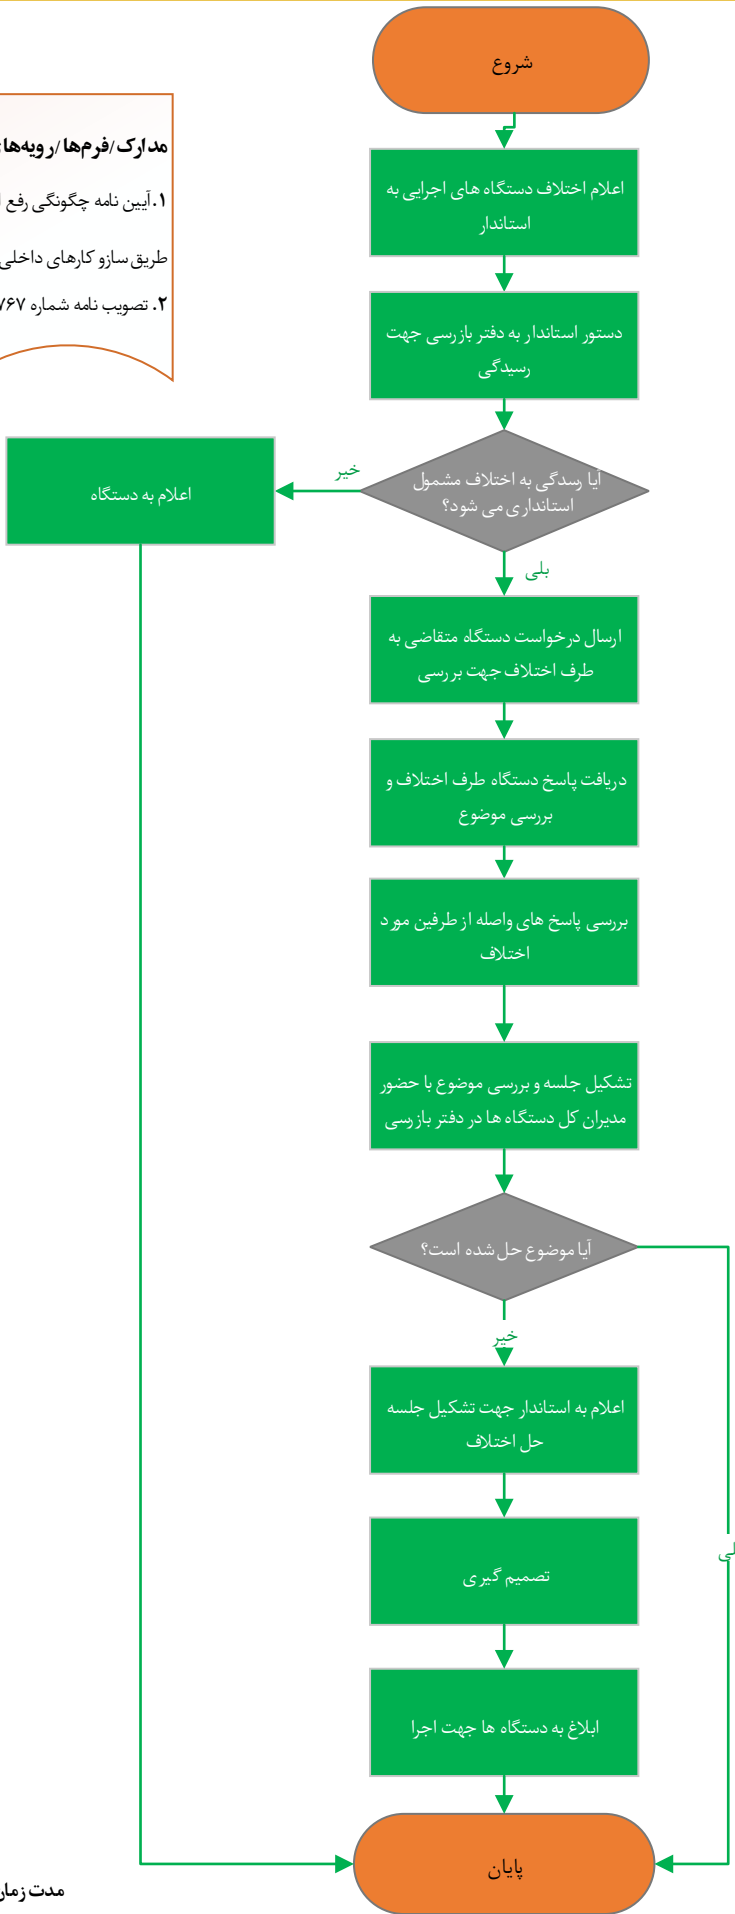 شروع
مدارک/فرم‌ها/رویه‌ها
۱.آیین نامه چگونگی رفع
طریق سازو کارهای داخلی
۲. تصویب نامه شماره
اعلام اختلاف دستگاه های اجرایی به
استاندار
دستور استاندار به دفتر بازرسی جهت
رسیدگی
آیا رسدگی به اختلاف مشمول
استانداری می شود؟
خیر
اعلام به دستگاه
بلی
ارسال درخواست دستگاه متقاضی به
طرف اختلاف جهت بررسی
دریافت پاسخ دستگاه طرف اختلاف و
بررسی موضوع
بررسی پاسخ های واصله از طرفین مورد
اختلاف
تشکیل جلسه و بررسی موضوع با حضور
مدیران کل دستگاه ها در دفتر بازرسی
آیا موضوع حل شده است؟
خیر
اعلام به استاندار جهت تشکیل جلسه
حل اختلاف
تصمیم گیری
ابلاغ به دستگاه ها جهت اجرا
پایان
مدت زمان